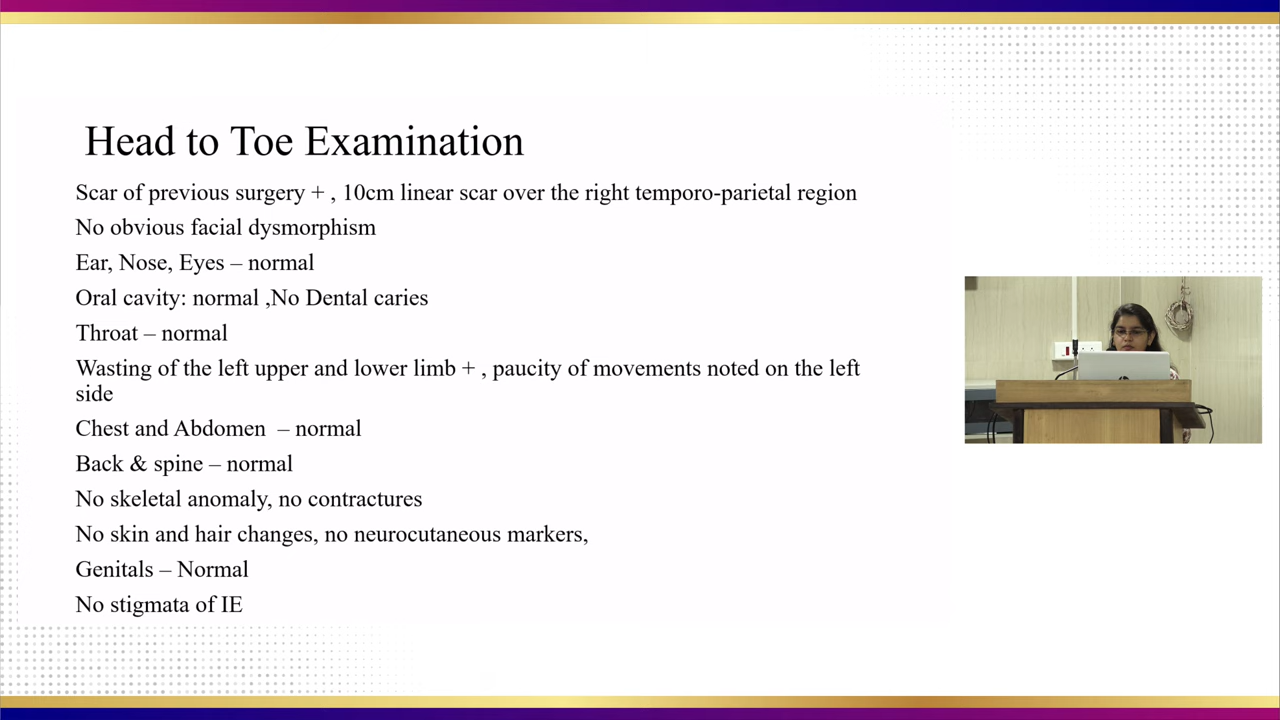 Head to Toe Examination
Scar of previous surgery + , 10cm linear scar over the right temporo-parietal region
No obvious facial dysmorphism
Ear, Nose, Eyes – normal
Oral cavity: normal ,No Dental caries
Throat – normal
Wasting of the left upper and lower limb + , paucity of movements noted on the left
side
Chest and Abdomen  – normal
Back & spine – normal
No skeletal anomaly, no contractures
No skin and hair changes, no neurocutaneous markers,
Genitals – Normal
No stigmata of IE